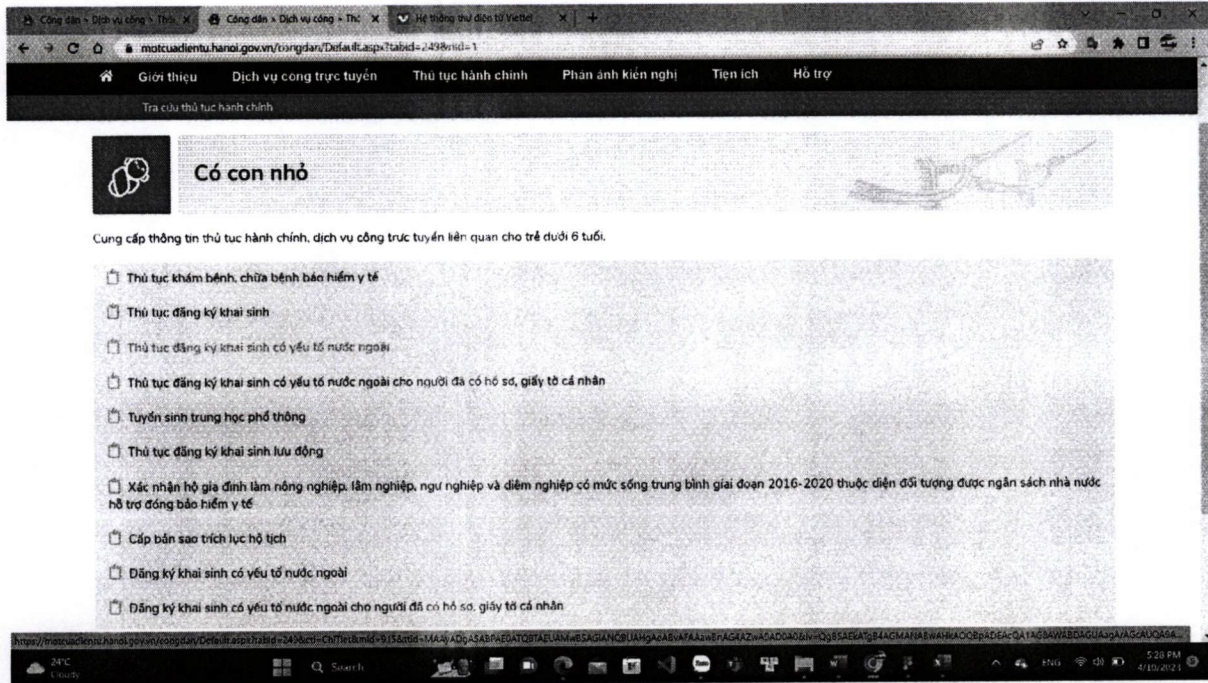 Công dân » Dịch vụ công » Thố
Công dân » Dịch vụ công » Thố
Hệ thống thư điện tử Viettel
motcuadientu.hanoi.gov.vn/congdan/Default.aspx?tabid=249&sid=1
Giới thiệu Dịch vụ công trực tuyến Thủ tục hành chính Phản ánh kiến nghị Tiện ích Hỗ trợ
Tra cứu thủ tục hành chính
Có con nhỏ
Cung cấp thông tin thủ tục hành chính, dịch vụ công trực tuyến liên quan cho trẻ dưới 6 tuổi.
Thủ tục khám bệnh, chữa bệnh bảo hiểm y tế
Thủ tục đăng ký khai sinh
Thủ tục đăng ký khai sinh có yếu tố nước ngoài
Thủ tục đăng ký khai sinh có yếu tố nước ngoài cho người đã có hồ sơ, giấy tờ cá nhân
Tuyển sinh trung học phổ thông
Thủ tục đăng ký khai sinh lưu động
Xác nhận hộ gia đình làm nông nghiệp, lâm nghiệp, ngư nghiệp và diêm nghiệp có mức sống trung bình giai đoạn 2016-2020 thuộc diện đối tượng được ngân sách nhà nước
hỗ trợ đóng bảo hiểm y tế
Cấp bản sao trích lục hộ tịch
Đăng ký khai sinh có yếu tố nước ngoài
Đăng ký khai sinh có yếu tố nước ngoài cho người đã có hồ sơ, giấy tờ cá nhân
24°C
Cloudy
Search
ENG
5:28 PM
4/10/2023